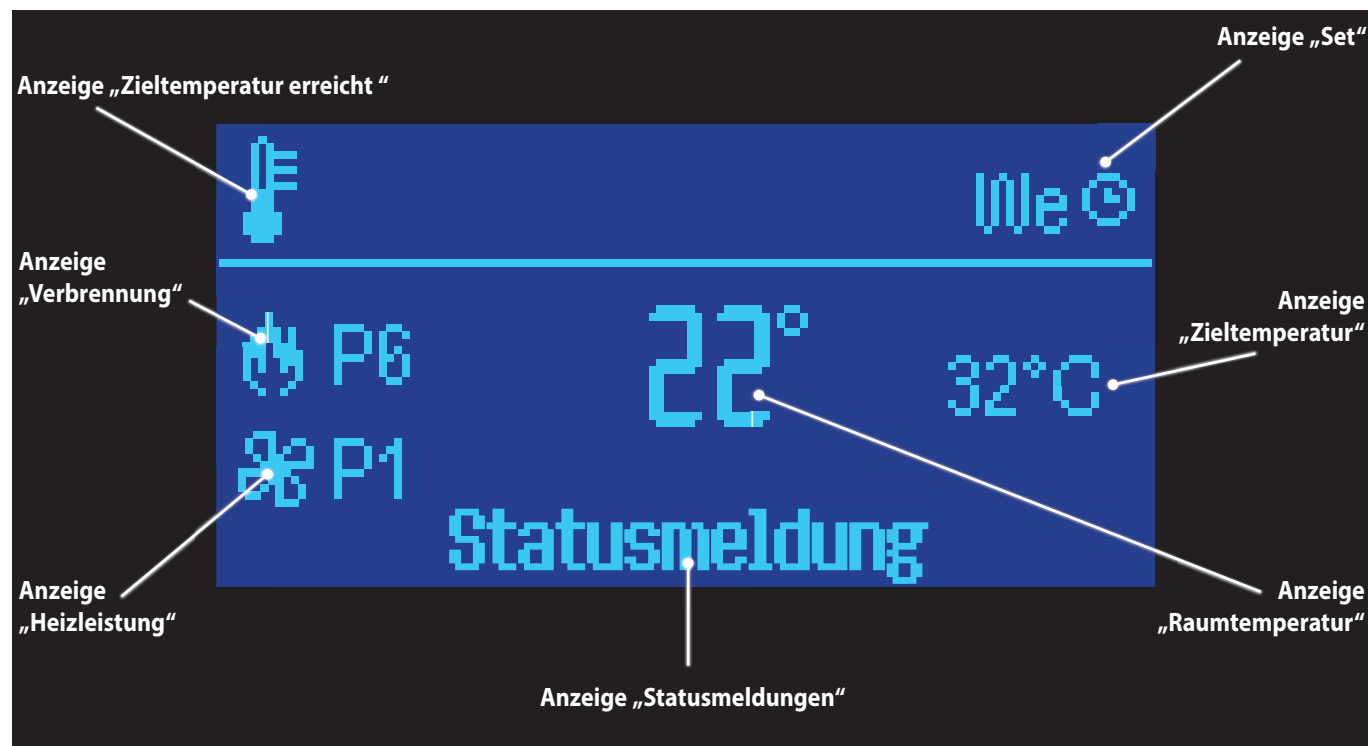 Anzeige „Set“
Anzeige „Zieltemperatur erreicht “
We
Anzeige
„Verbrennung“
Anzeige
„Zieltemperatur“
P6
22°
32°C
P1
Statusmeldung
Anzeige
„Heizleistung“
Anzeige
„Raumtemperatur“
Anzeige „Statusmeldungen“